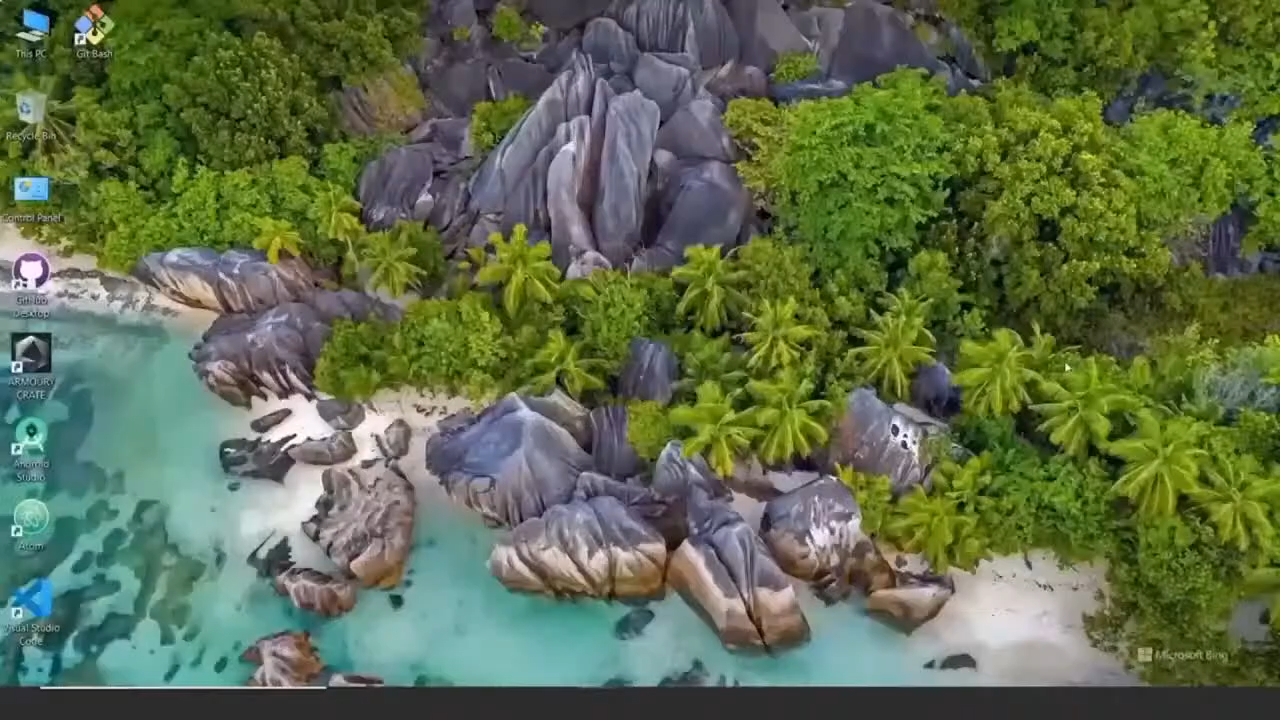 This PC
Git Bash
Recycle Bin
Control Panel
GitHub
Desktop
ARMOURY
CRATE
Android
Studio
Atom
Visual Studio
Code
Microsoft Bing